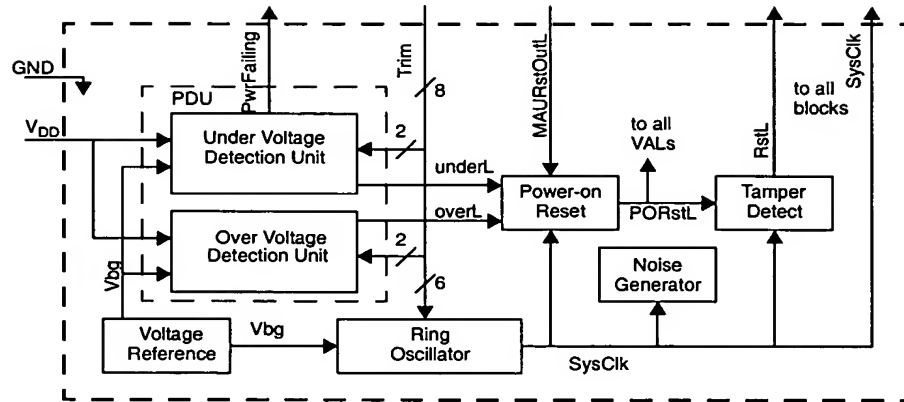 GND
PwrFailing
Trim
8
MAURstOutL
RstL
to all
blocks
SysClk
PDU
VDD
Under Voltage
Detection Unit
2
underL
to all
VALs
Power-on
Reset
PORstL
Tamper
Detect
overL
Over Voltage
Detection Unit
2
6
Vbg
Noise
Generator
Voltage
Reference
Vbg
Ring
Oscillator
SysClk